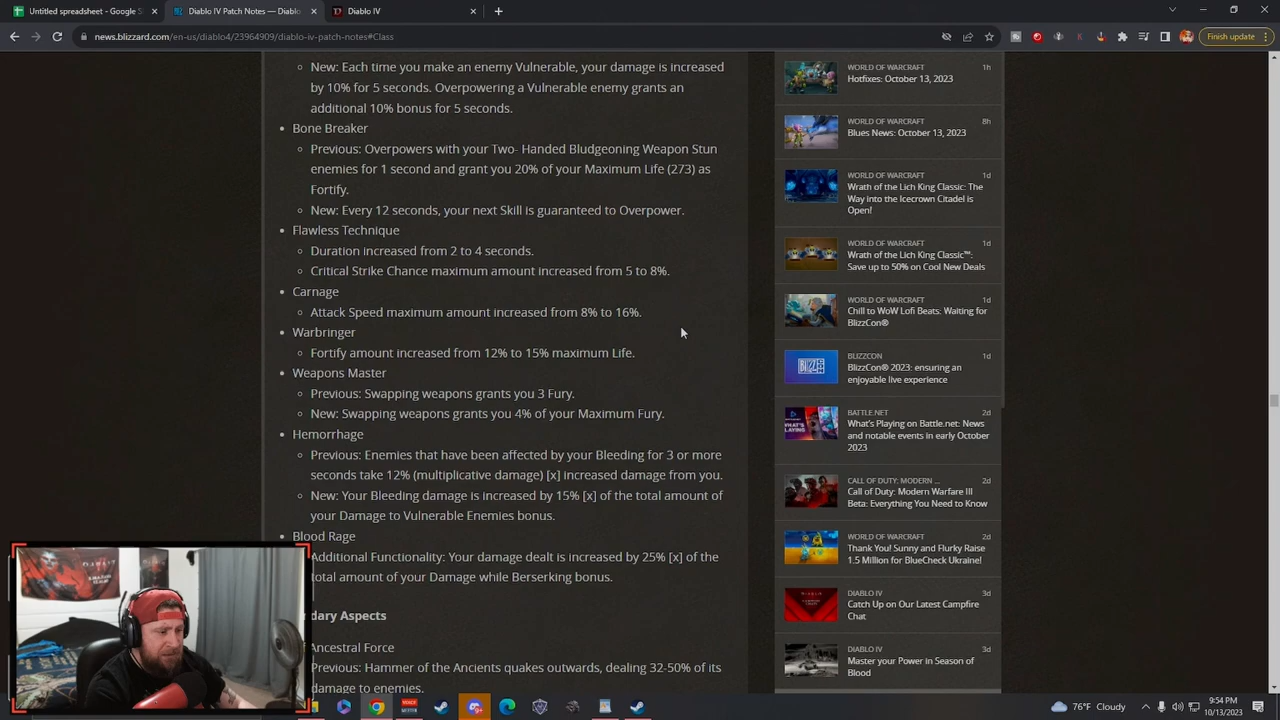 Untitled spreadsheet - Google S
Diablo IV Patch Notes — Diablo
Diablo IV
news.blizzard.com/en-us/diablo4/23964909/diablo-iv-patch-notes#Class
Finish update
New: Each time you make an enemy Vulnerable, your damage is increased
by 10% for 5 seconds. Overpowering a Vulnerable enemy grants an
additional 10% bonus for 5 seconds.
Bone Breaker
Previous: Overpowers with your Two- Handed Bludgeoning Weapon Stun
enemies for 1 second and grant you 20% of your Maximum Life (273) as
Fortify.
New: Every 12 seconds, your next Skill is guaranteed to Overpower.
Flawless Technique
Duration increased from 2 to 4 seconds.
Critical Strike Chance maximum amount increased from 5 to 8%.
Carnage
Attack Speed maximum amount increased from 8% to 16%.
Warbringer
Fortify amount increased from 12% to 15% maximum Life.
Weapons Master
Previous: Swapping weapons grants you 3 Fury.
New: Swapping weapons grants you 4% of your Maximum Fury.
Hemorrhage
Previous: Enemies that have been affected by your Bleeding for 3 or more
seconds take 12% (multiplicative damage) [x] increased damage from you.
New: Your Bleeding damage is increased by 15% [x] of the total amount of
your Damage to Vulnerable Enemies bonus.
Blood Rage
Additional Functionality: Your damage dealt is increased by 25% [x] of the
total amount of your Damage while Berserking bonus.
ndary Aspects
Ancestral Force
Previous: Hammer of the Ancients quakes outwards, dealing 32-50% of its
damage to enemies.
WORLD OF WARCRAFT 1h
Hotfixes: October 13, 2023
WORLD OF WARCRAFT 8h
Blues News: October 13, 2023
WORLD OF WARCRAFT 1d
Wrath of the Lich King Classic: The
Way into the Icecrown Citadel is
Open!
WORLD OF WARCRAFT 1d
Wrath of the Lich King Classic™:
Save up to 50% on Cool New Deals
WORLD OF WARCRAFT 1d
Chill to WoW Lofi Beats: Waiting for
BlizzCon®
BLIZZCON 1d
BlizzCon® 2023: ensuring an
enjoyable live experience
BATTLE.NET 2d
What's Playing on Battle.net: News
and notable events in early October
2023
CALL OF DUTY: MODERN ... 2d
Call of Duty: Modern Warfare III
Beta: Everything You Need to Know
WORLD OF WARCRAFT 2d
Thank You! Sunny and Flurky Raise
1.5 Million for BlueCheck Ukraine!
DIABLO IV 3d
Catch Up on Our Latest Campfire
Chat
DIABLO IV 3d
Master your Power in Season of
Blood
76°F Cloudy
9:54 PM
10/13/2023